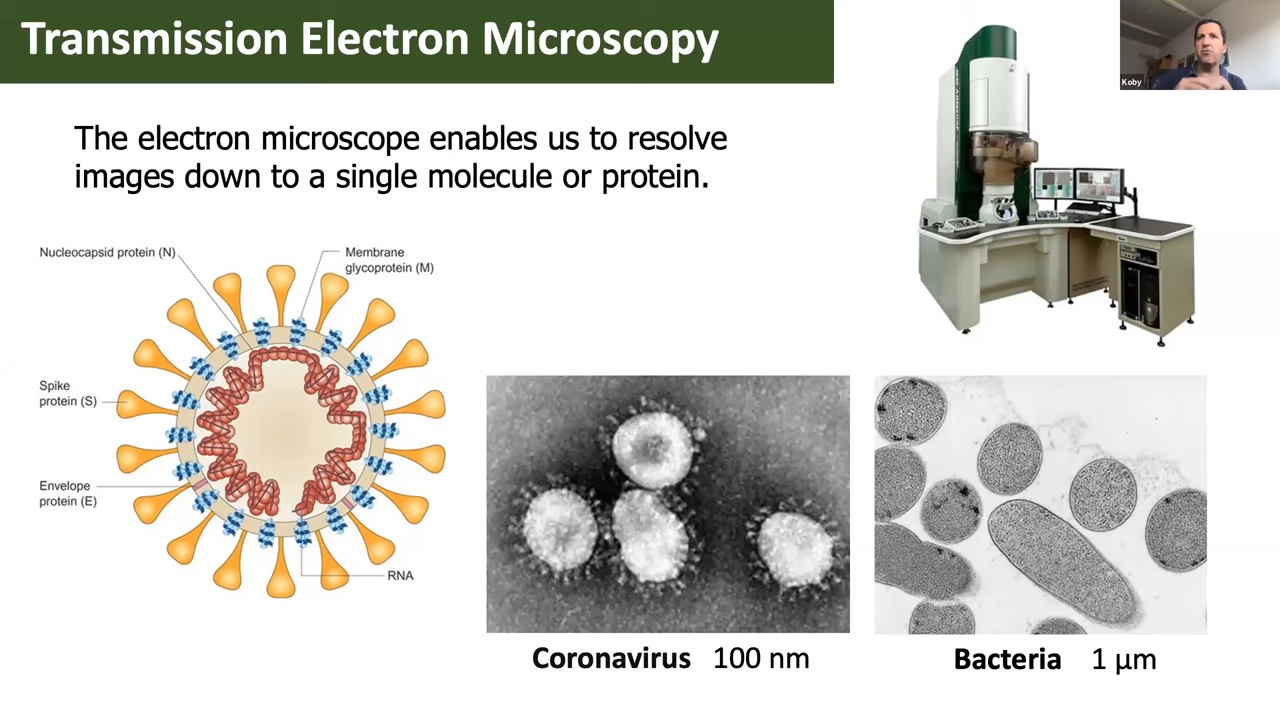 Transmission Electron Microscopy
Koby
The electron microscope enables us to resolve
images down to a single molecule or protein.
Nucleocapsid protein (N)
Membrane
glycoprotein (M)
Spike
protein (S)
Envelope
protein (E)
RNA
Coronavirus 100 nm
Bacteria 1 µm